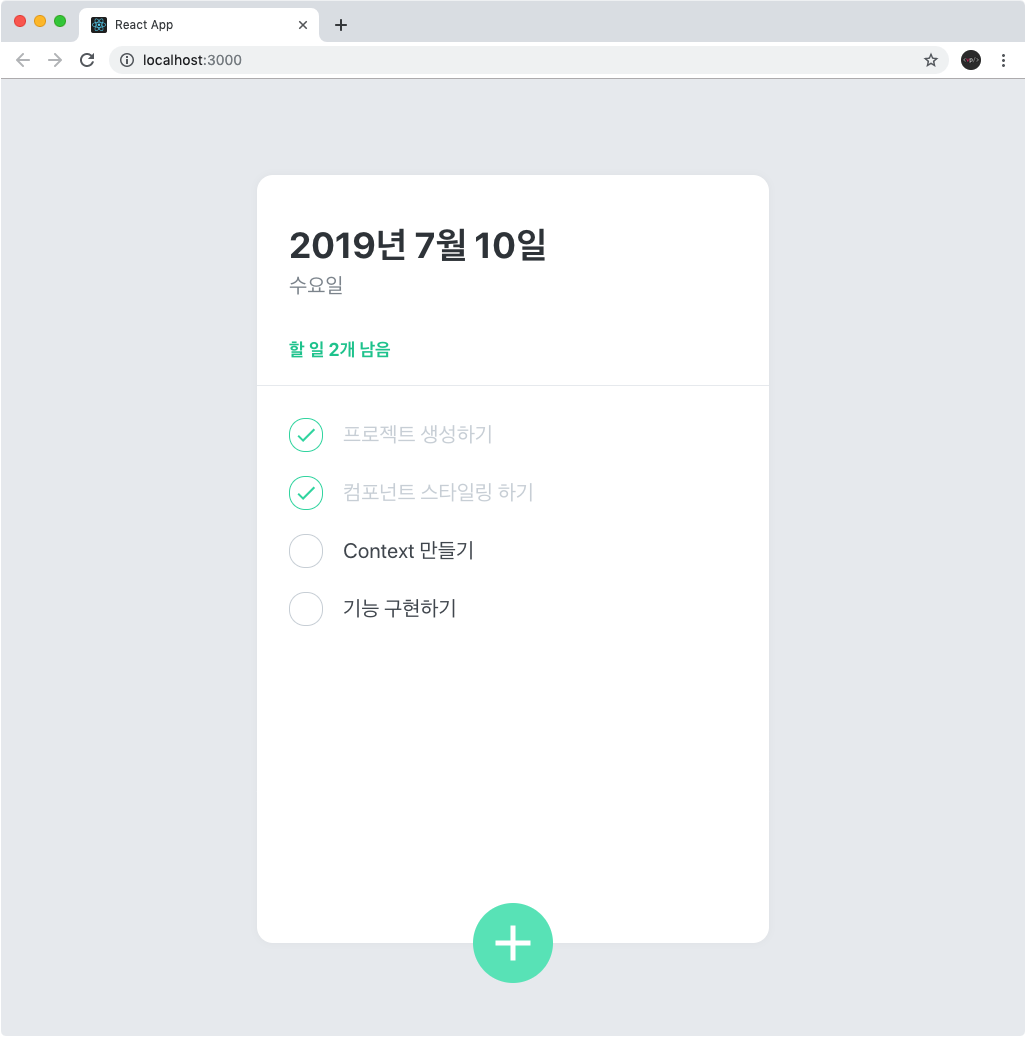 React App
localhost:3000
2019년 7월 10일
수요일
할 일 2개 남음
프로젝트 생성하기
컴포넌트 스타일링 하기
Context 만들기
기능 구현하기